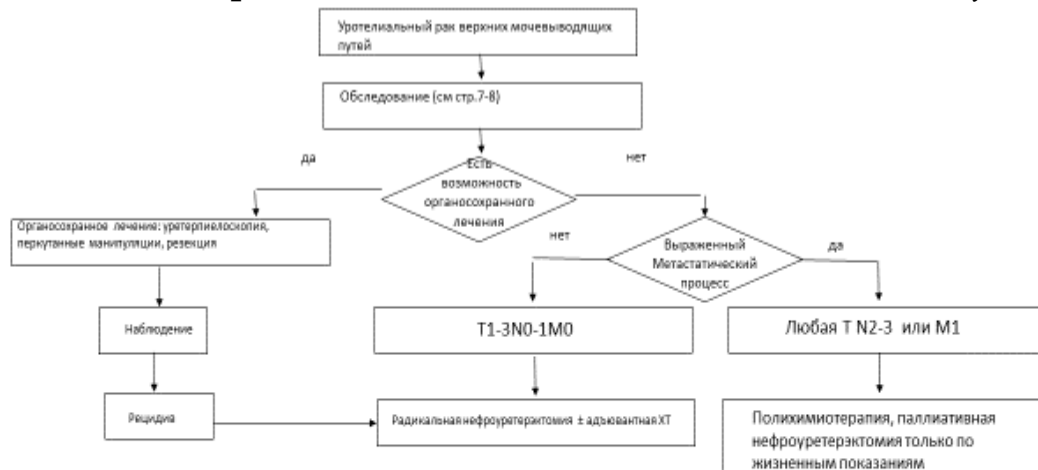 Уротелиальный рак верхних мочевыводящих
путей
Обследование (см стр.7-8)
да
нет
Есть
возможность
органосохранного
лечения
Органосохранное лечение: уретерпиелоскопия,
перкутанные манипуляции, резекция
нет
Выраженный
Метастатический
процесс
да
Наблюдение
T1-3N0-1M0
Любая Т N2-3 или М1
Рецидив
Радикальная нефроуретерэктомия ± адъювантная ХТ
Полихимиотерапия, паллиативная
нефроуретерэктомия только по
жизненным показаниям